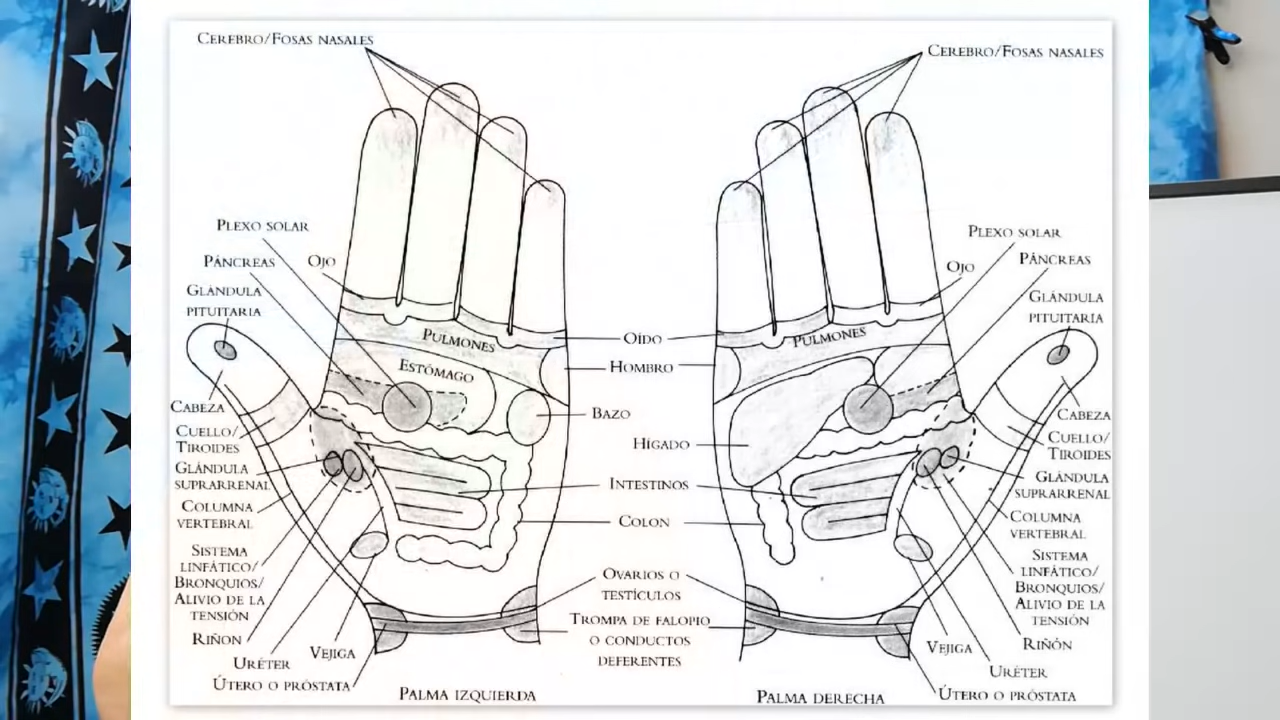 CEREBRO/FOSAS NASALES
CEREBRO/FOSAS NASALES
PLEXO SOLAR
PÁNCREAS
OJO
GLÁNDULA
PITUITARIA
CABEZA
CUELLO/
TIROIDES
GLÁNDULA
SUPRARRENAL
COLUMNA
VERTEBRAL
SISTEMA
LINFÁTICO/
BRONQUIOS/
ALIVIO DE LA
TENSIÓN
RIÑON
URÉTER
VEJIGA
ÚTERO O PRÓSTATA
PULMONES
ESTÓMAGO
PALMA IZQUIERDA
OÍDO
HOMBRO
BAZO
HÍGADO
INTESTINOS
COLON
OVARIOS O
TESTÍCULOS
TROMPA DE FALOPIO
O CONDUCTOS
DEFERENTES
PULMONES
PLEXO SOLAR
PÁNCREAS
OJO
GLÁNDULA
PITUITARIA
CABEZA
CUELLO/
TIROIDES
GLÁNDULA
SUPRARRENAL
COLUMNA
VERTEBRAL
SISTEMA
LINFÁTICO/
BRONQUIOS/
ALIVIO DE LA
TENSIÓN
RIÑÓN
VEJIGA
URÉTER
ÚTERO O PRÓSTATA
PALMA DERECHA